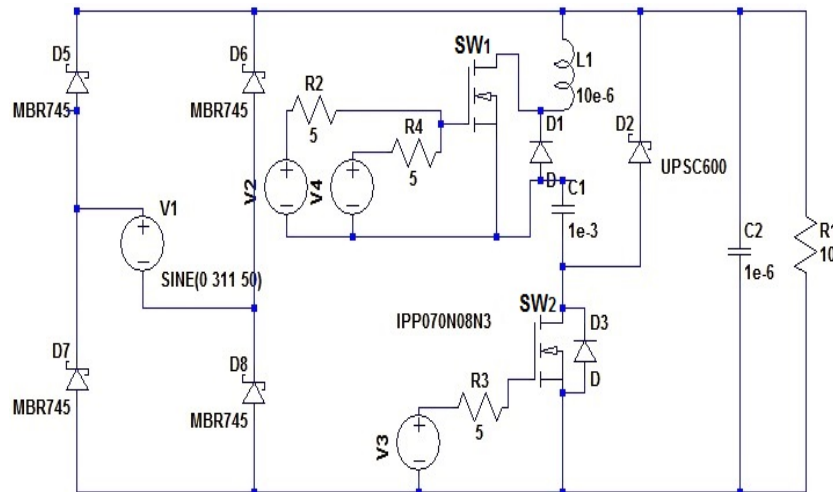 D5
MBR745
D6
MBR745
SW1
R2
5
R4
5
V2
V4
L1
10e-6
D1
D
C1
1e-3
D2
UPSC600
V1
SINE(0 311 50)
C2
1e-6
R1
10
D7
MBR745
D8
MBR745
IPP070N08N3
SW2
D3
D
R3
5
V3